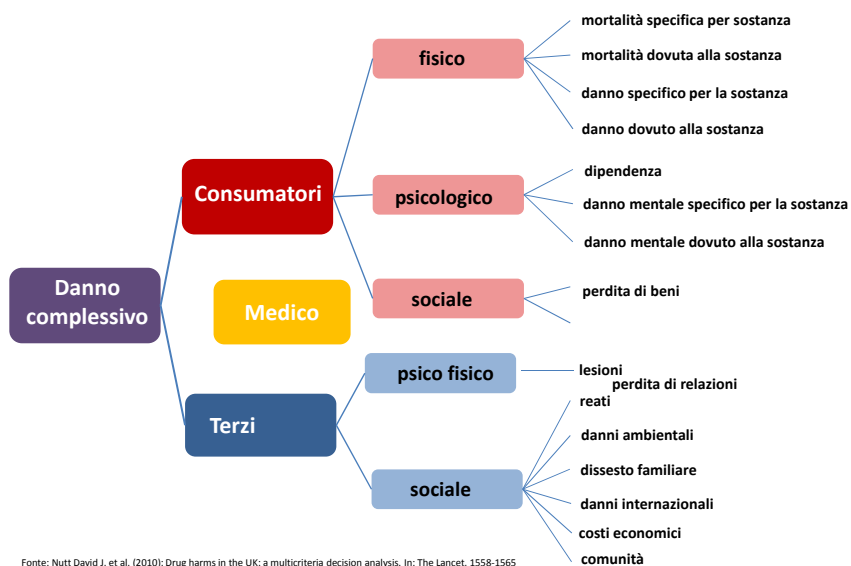 Danno
complessivo
Consumatori
Medico
Terzi
fisico
psicologico
sociale
psico fisico
sociale
mortalità specifica per sostanza
mortalità dovuta alla sostanza
danno specifico per la sostanza
danno dovuto alla sostanza
dipendenza
danno mentale specifico per la sostanza
danno mentale dovuto alla sostanza
perdita di beni
lesioni
perdita di relazioni
reati
danni ambientali
dissesto familiare
danni internazionali
costi economici
comunità
Fonte: Nutt David J. et al. (2010): Drug harms in the UK: a multicriteria decision analysis. In: The Lancet, 1558-1565